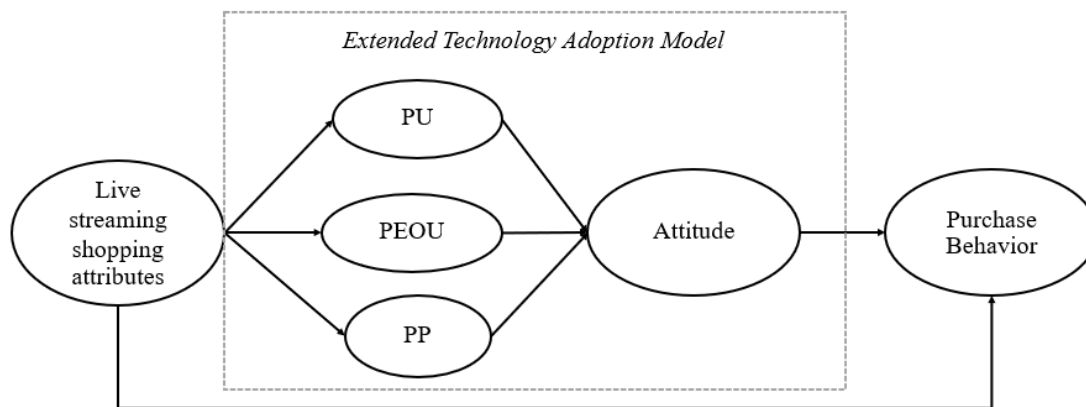 Extended Technology Adoption Model
PU
Live
streaming
shopping
attributes
PEOU
Attitude
Purchase
Behavior
PP